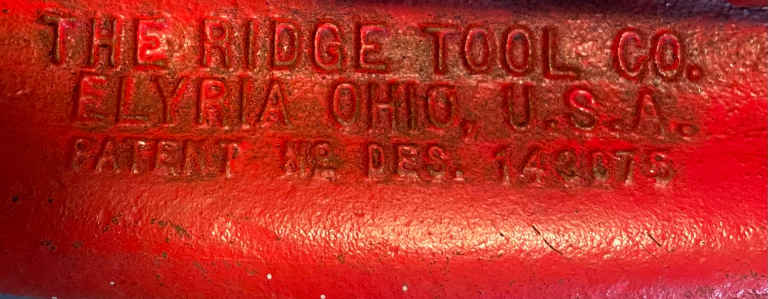 THE RIDGE TOOL CO.
ELYRIA OHIO, U.S.A.
PATENT NO. DES.